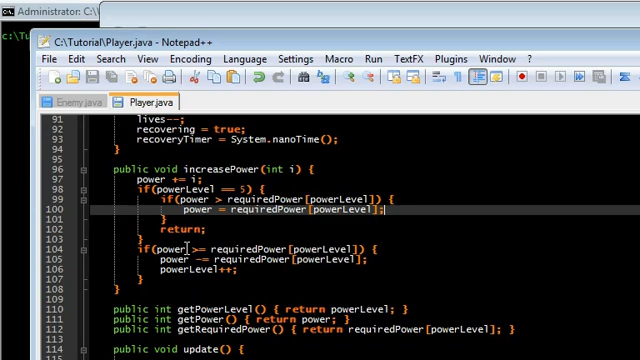 Administrator: C:\
c:\Tu
C:\Tutorial\Player.java - Notepad++
File Edit Search View Encoding Language Settings Macro Run TextFX Plugins Window ?
Enemy.java Player.java
91 lives--;
92 recovering = true;
93 recoveryTimer = System.nanoTime();
94 }
95
96 public void increasePower(int i) {
97 power += i;
98 if(powerLevel == 5) {
99 if(power > requiredPower[powerLevel]) {
100 power = requiredPower[powerLevel];
101 }
102 return;
103 }
104 if(power >= requiredPower[powerLevel]) {
105 power -= requiredPower[powerLevel];
106 powerLevel++;
107 }
108 }
109
110 public int getPowerLevel() { return powerLevel; }
111 public int getPower() { return power; }
112 public int getRequiredPower() { return requiredPower[powerLevel]; }
113
114 public void update() {